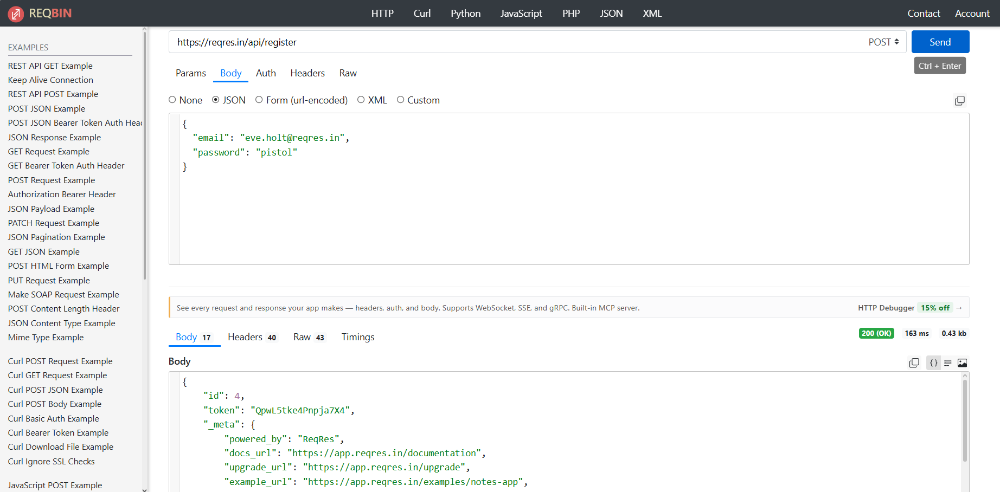 REQBIN
HTTP
Curl
Python
JavaScript
PHP
JSON
XML
Contact
Account
EXAMPLES
REST API GET Example
Keep Alive Connection
REST API POST Example
POST JSON Example
POST JSON Bearer Token Auth Head
JSON Response Example
GET Request Example
GET Bearer Token Auth Header
POST Request Example
Authorization Bearer Header
JSON Payload Example
PATCH Request Example
JSON Pagination Example
GET JSON Example
POST HTML Form Example
PUT Request Example
Make SOAP Request Example
POST Content Length Header
JSON Content Type Example
Mime Type Example
Curl POST Request Example
Curl GET Request Example
Curl POST JSON Example
Curl POST Body Example
Curl Basic Auth Example
Curl Bearer Token Example
Curl Download File Example
Curl Ignore SSL Checks
JavaScript POST Example
https://reqres.in/api/register
POST
Send
Ctrl + Enter
Params
Body
Auth
Headers
Raw
None
JSON
Form (url-encoded)
XML
Custom
{
"email": "eve.holt@reqres.in",
"password": "pistol"
}
See every request and response your app makes — headers, auth, and body. Supports WebSocket, SSE, and gRPC. Built-in MCP server.
HTTP Debugger 15% off →
Body 17
Headers 40
Raw 43
Timings
200 (OK)
163 ms
0.43 kb
Body
{}
{
"id": 4,
"token": "QpwL5tke4Pnpja7X4",
"_meta": {
"powered_by": "ReqRes",
"docs_url": "https://app.reqres.in/documentation",
"upgrade_url": "https://app.reqres.in/upgrade",
"example_url": "https://app.reqres.in/examples/notes-app",